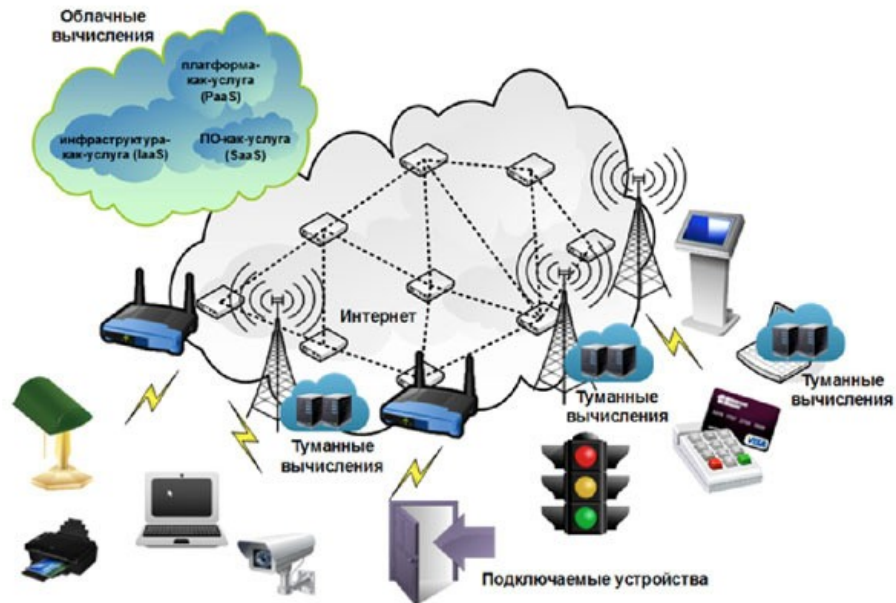 Облачные
вычисления
платформа-
как-услуга
(PaaS)
инфраструктура-
как-услуга (IaaS)
ПО-как-услуга
(SaaS)
Интернет
Туманные
вычисления
Туманные
вычисления
Туманные
вычисления
VISA
Подключаемые устройства